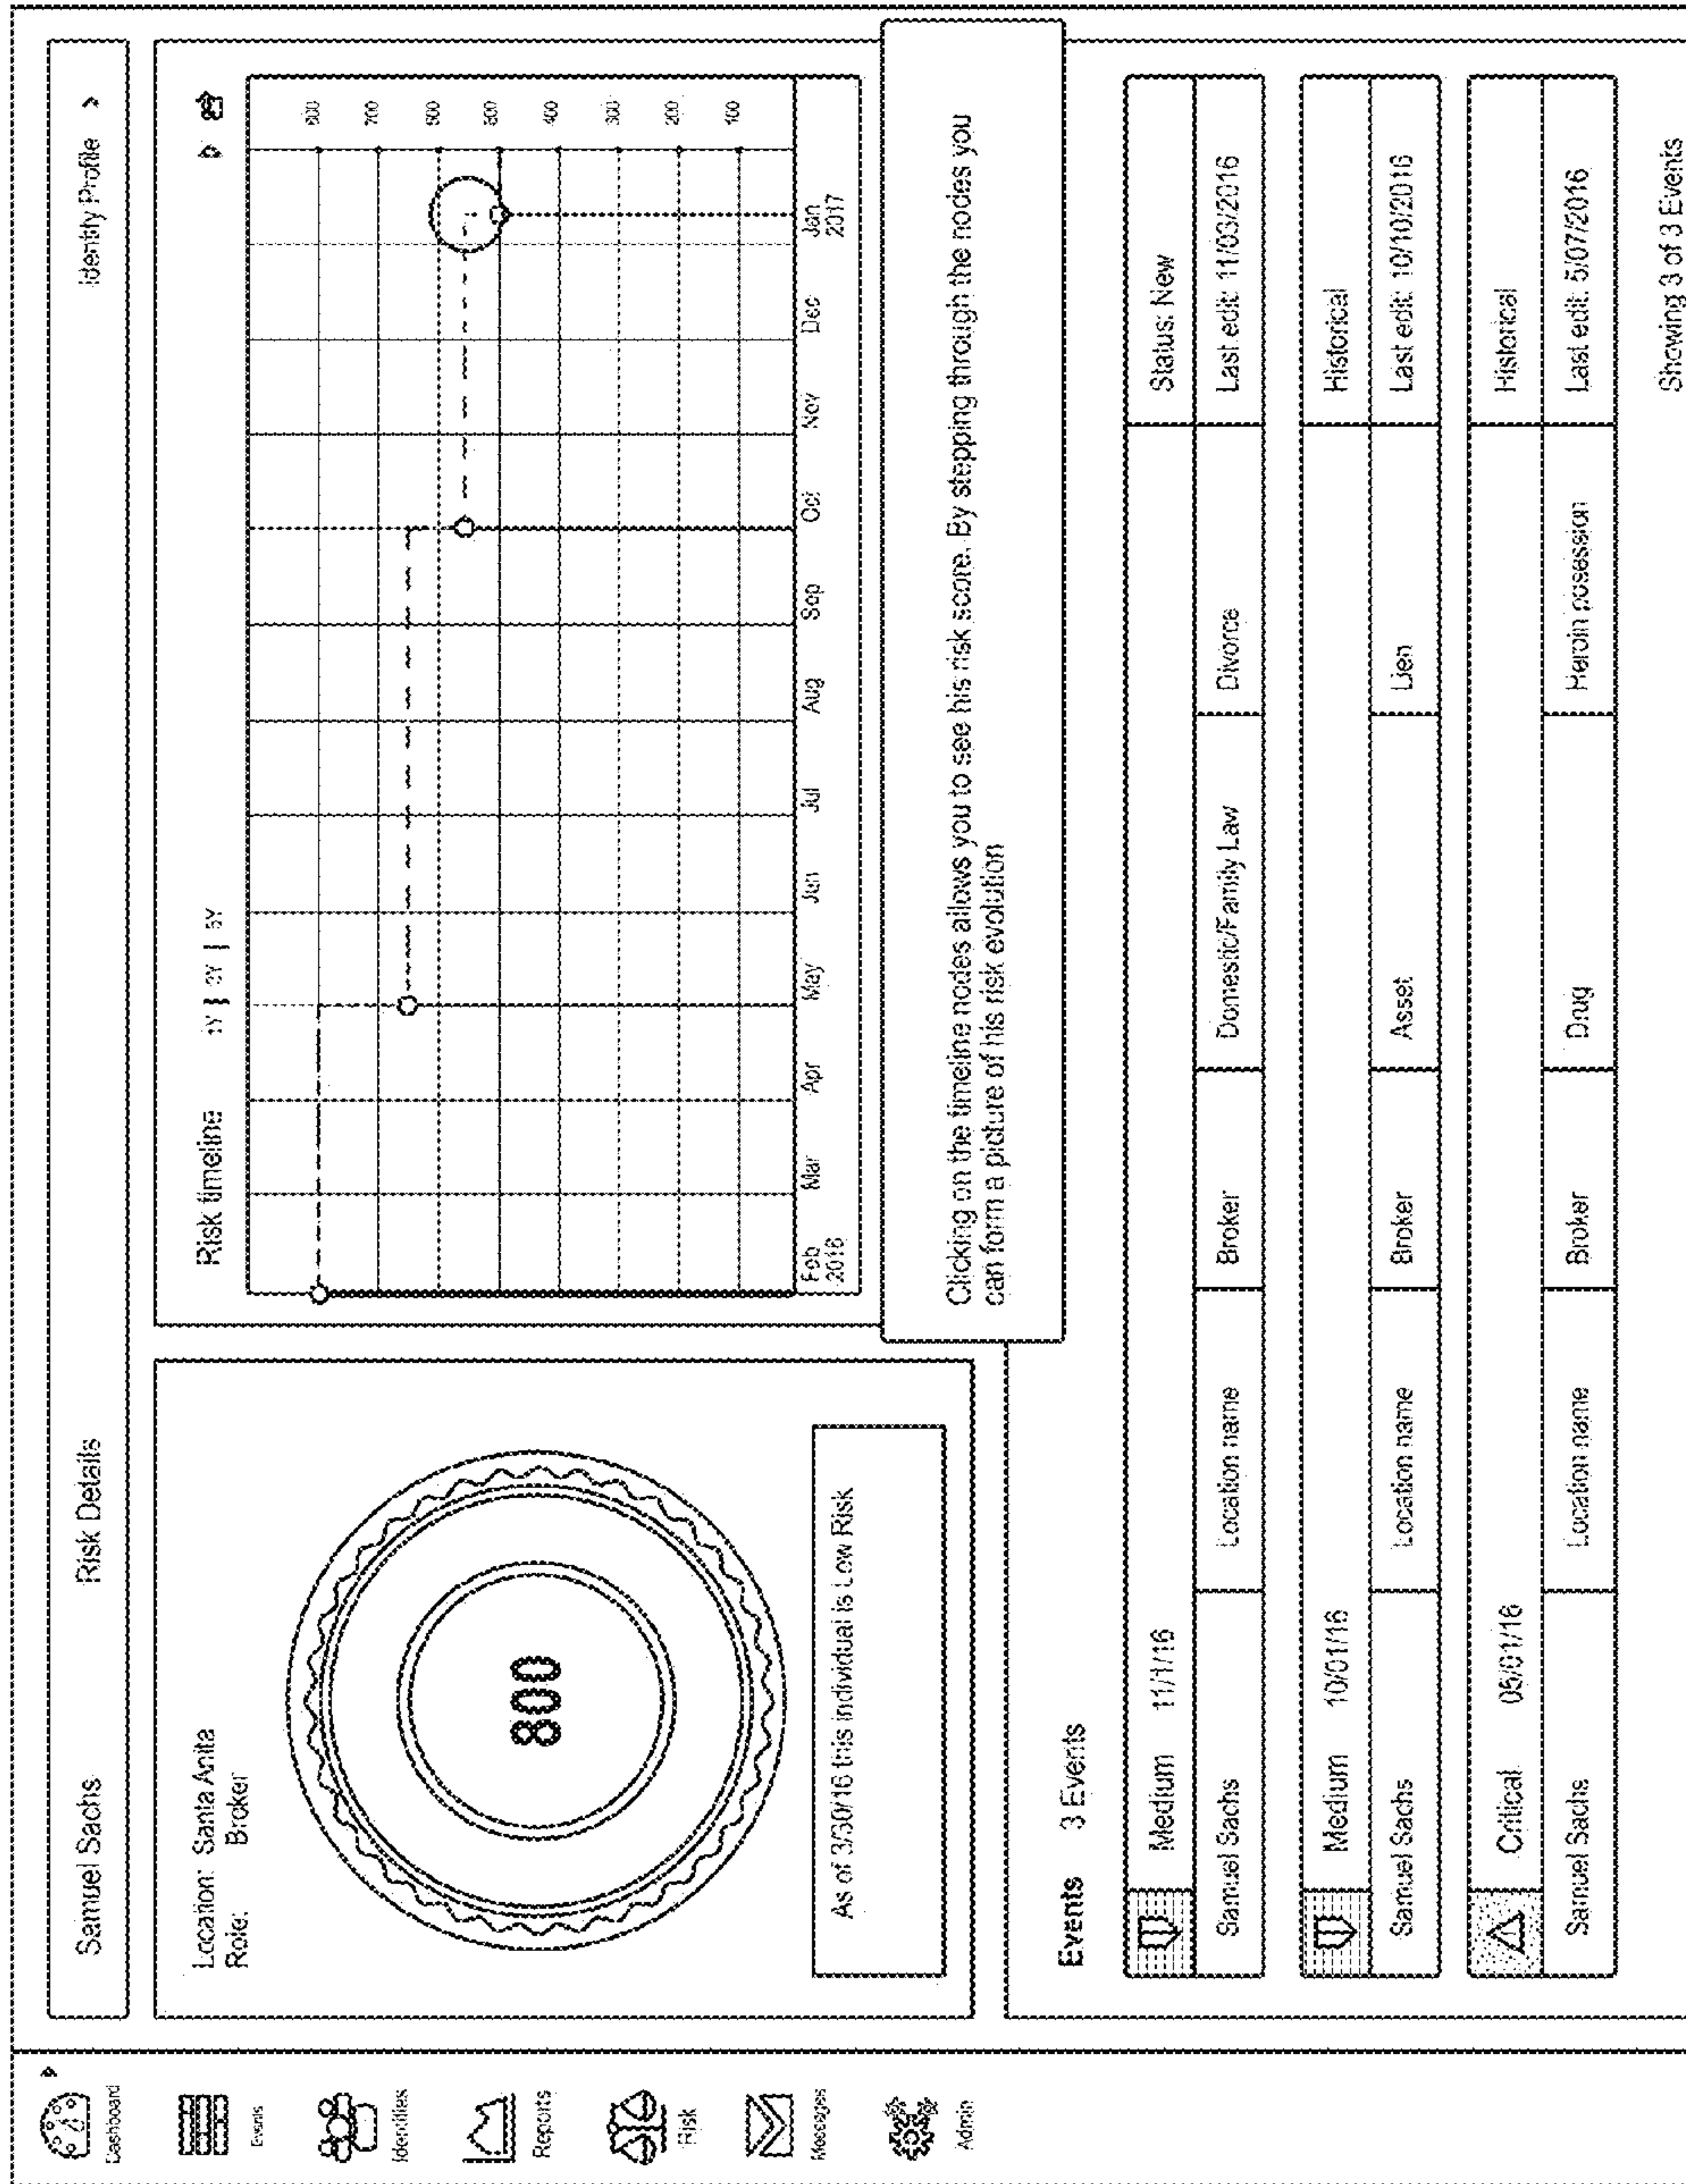 Dashboard
Events
Identities
Reports
Risk
Messages
Admin
Samuel Sachs
Risk Details
Identity Profile >
Location: Santa Anita
Role: Broker
800
As of 3/30/16 this individual is Low Risk
Risk timeline
1Y | 3Y | 5Y
800
700
600
500
400
300
200
100
Feb Mar Apr May Jun Jul Aug Sep Oct Nov Dec Jan
2016 2017
Clicking on the timeline nodes allows you to see his risk score. By stepping through the nodes you
can form a picture of his risk evolution
Events 3 Events
Medium 11/1/16 Status: New
Samuel Sachs Location name Broker Domestic/Family Law Divorce Last edit: 11/03/2016
Medium 10/01/16 Historical
Samuel Sachs Location name Broker Asset Lien Last edit: 10/10/2016
Critical 05/01/16 Historical
Samuel Sachs Location name Broker Drug Heroin posession Last edit: 5/07/2016
Showing 3 of 3 Events